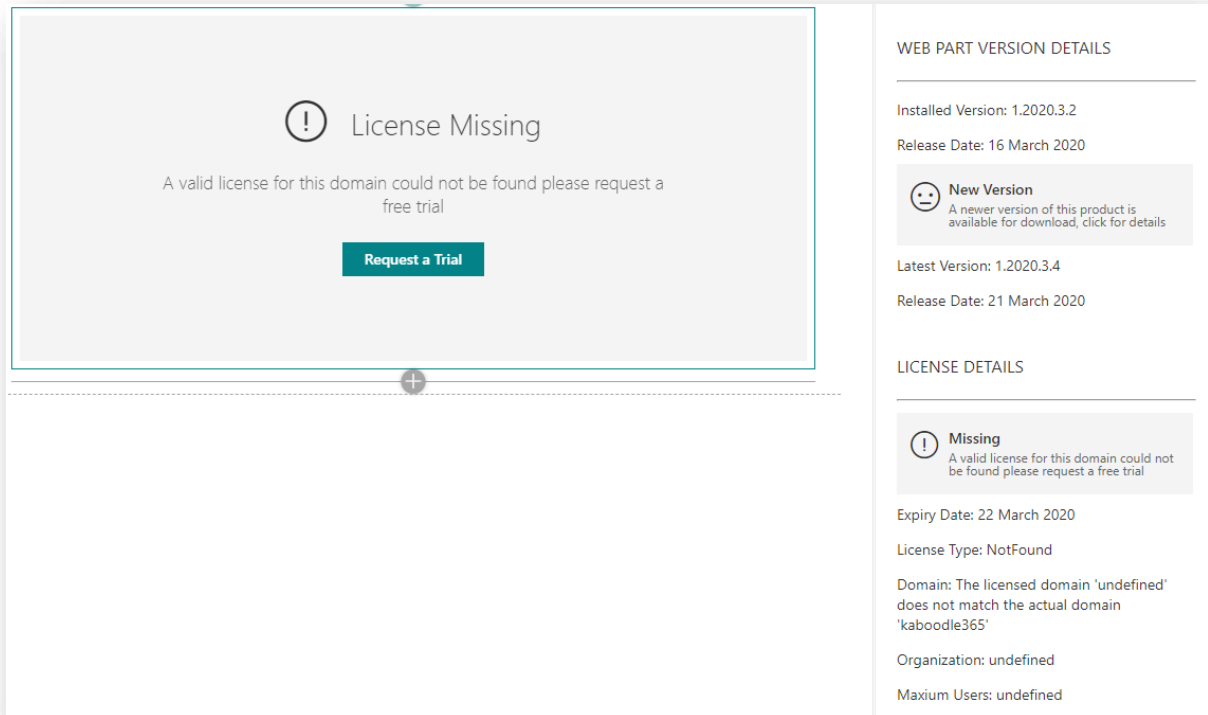 License Missing
A valid license for this domain could not be found please request a
free trial
Request a Trial
WEB PART VERSION DETAILS
Installed Version: 1.2020.3.2
Release Date: 16 March 2020
New Version
A newer version of this product is
available for download, click for details
Latest Version: 1.2020.3.4
Release Date: 21 March 2020
LICENSE DETAILS
Missing
A valid license for this domain could not
be found please request a free trial
Expiry Date: 22 March 2020
License Type: NotFound
Domain: The licensed domain 'undefined'
does not match the actual domain
'kaboodle365'
Organization: undefined
Maxium Users: undefined